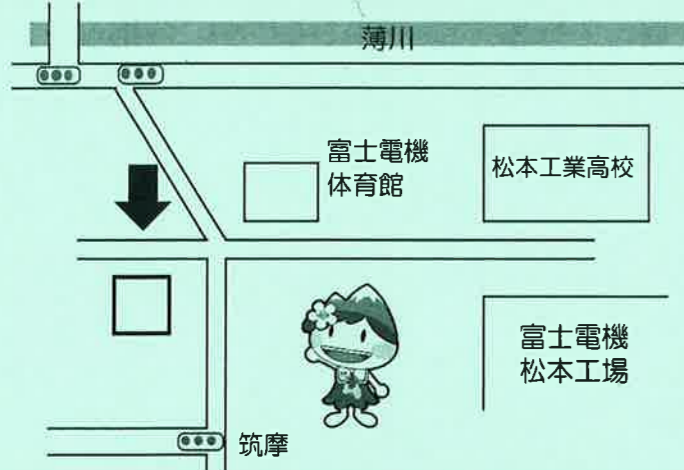 薄川
富士電機
体育館
松本工業高校
富士電機
松本工場
筑摩